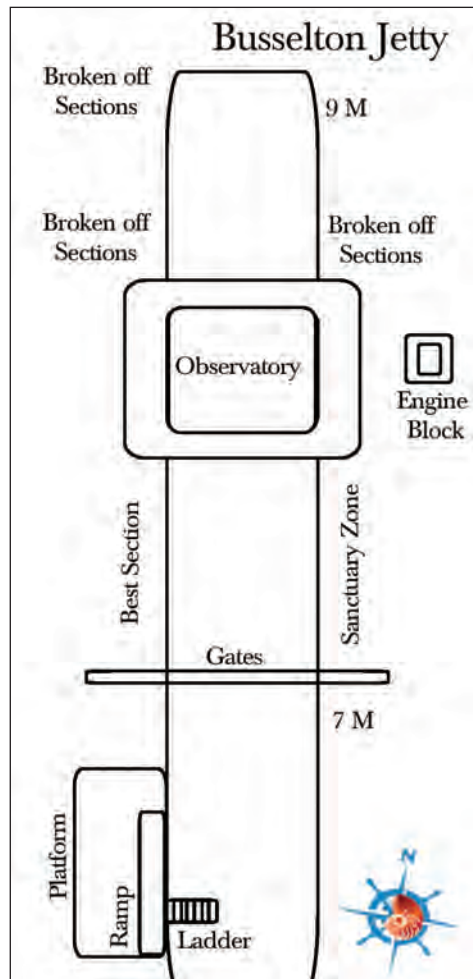 Busselton Jetty
Broken off
Sections
9 M
Broken off
Sections
Broken off
Sections
Observatory
Engine
Block
Best Section
Sanctuary Zone
Gates
7 M
Platform
Ramp
Ladder
N